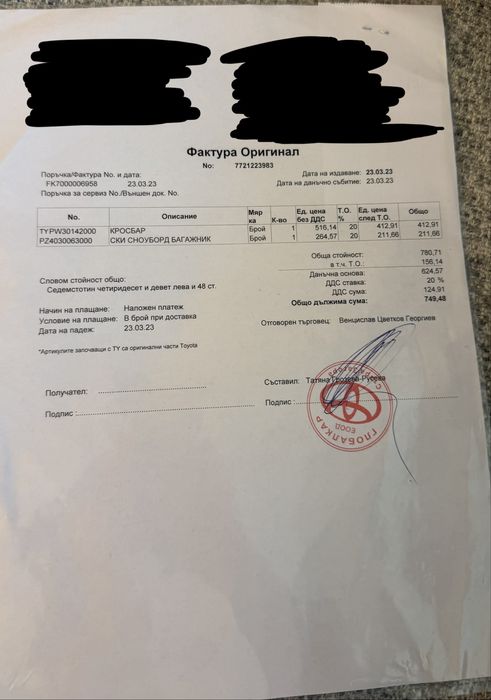 Фактура Оригинал
No: 7721223983
Поръчка/Фактура No. и дата:
FK7000006958 23.03.23
Поръчка за сервиз No./Външен док. No.
Дата на издаване: 23.03.23
Дата на данъчно събитие: 23.03.23
No. Описание Мярка К-во Ед. цена без ДДС Т.О. % Ед. цена след Т.О. Общо
TYPW30142000 КРОСБАР Брой 1 516,14 20 412,91 412,91
PZ4030063000 СКИ СНОУБОРД БАГАЖНИК Брой 1 264,57 20 211,66 211,66
Обща стойност: 780,71
в т.ч. Т.О.: 156,14
Данъчна основа: 624,57
ДДС ставка: 20 %
ДДС сума: 124,91
Общо дължима сума: 749,48
Словом стойност общо:
Седемстотин четиридесет и девет лева и 48 ст.
Начин на плащане: Наложен платеж
Условие на плащане: В брой при доставка
Дата на падеж: 23.03.23
Отговорен търговец: Венцислав Цветков Георгиев
*Артикулите започващи с TY са оригинални части Toyota
Получател:
Подпис :
Съставил: Татяна
Подпис :
ГЛОБАЛКАР
ЕООД